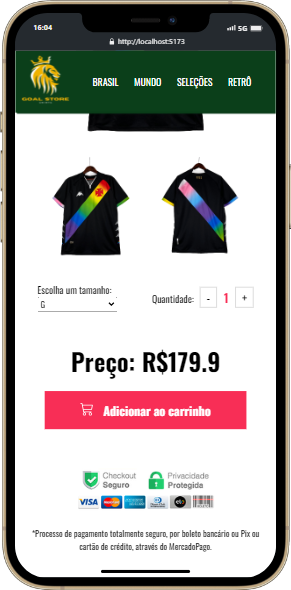 16:04
5G
http://localhost:5173
GOAL STORE
BRASIL MUNDO SELEÇÕES RETRÔ
Escolha um tamanho:
G
Quantidade: - 1 +
Preço: R$179.9
Adicionar ao carrinho
Checkout Seguro
Privacidade Protegida
VISA MasterCard elo
*Processo de pagamento totalmente seguro, por boleto bancário ou Pix ou
cartão de crédito, através do MercadoPago.